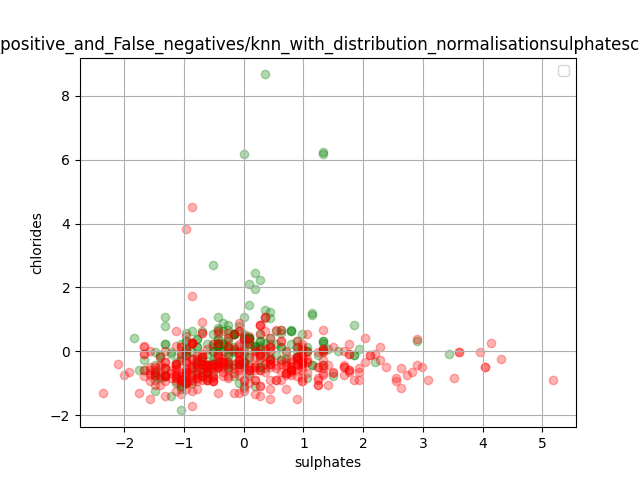 positive_and_False_negatives/knn_with_distribution_normalisationsulphatesc
8
6
4
2
0
−2
chlorides
−2 −1 0 1 2 3 4 5
sulphates